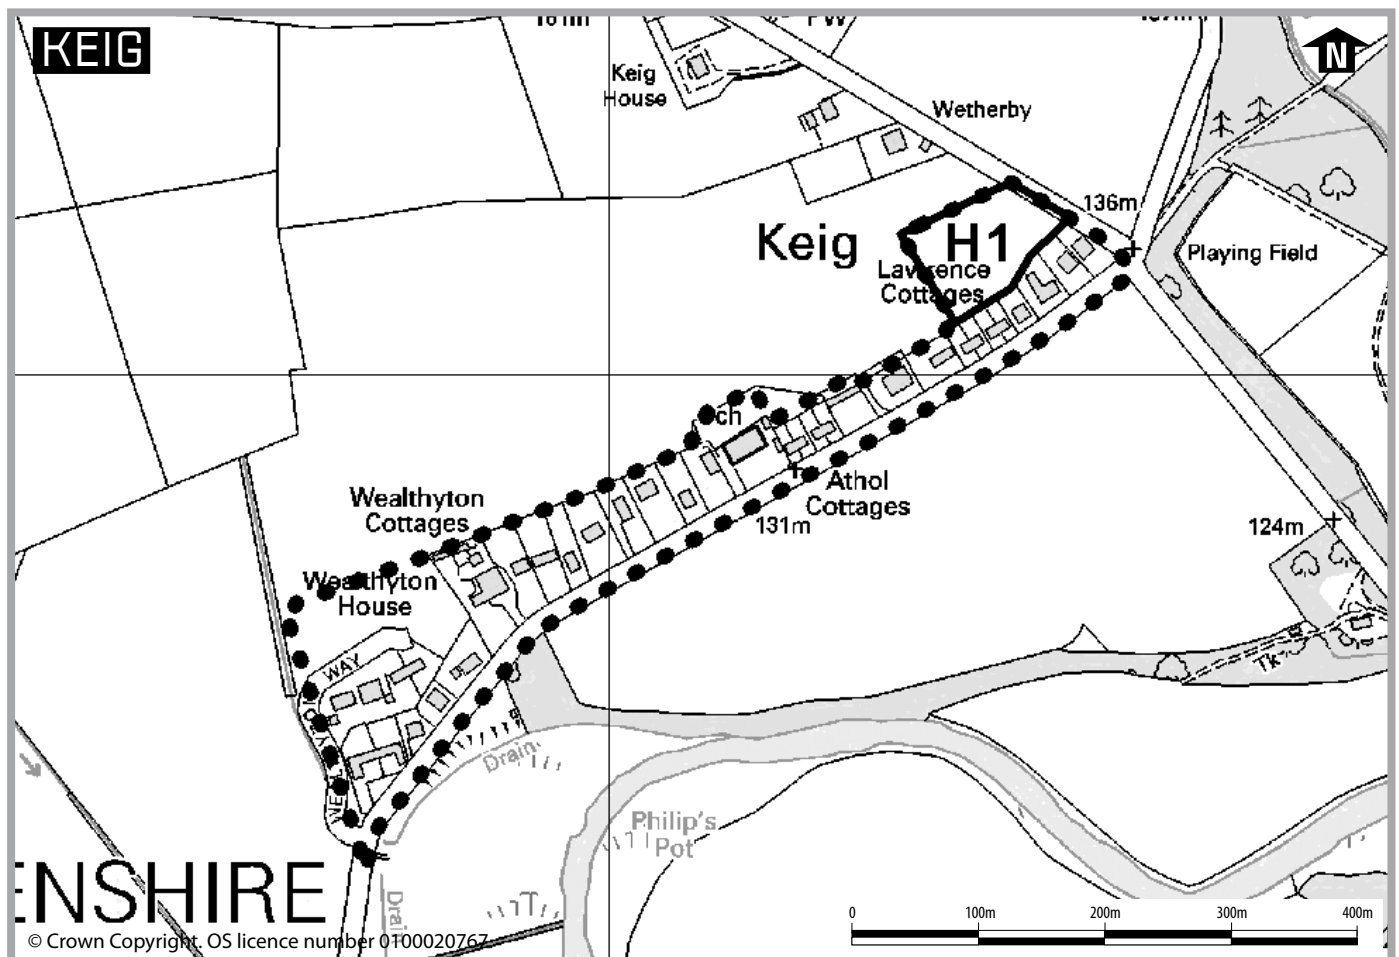 KEIG
N
Keig
House
Wetherby
136m
Keig
H1
Lawrence
Cottages
Playing Field
ch
Athol
Cottages
131m
124m
Wealthyton
Cottages
Wealthyton
House
WAY
Tk
Drain
Philip's
Pot
Drain
ENSHIRE
© Crown Copyright. OS licence number 0100020767
0 100m 200m 300m 400m